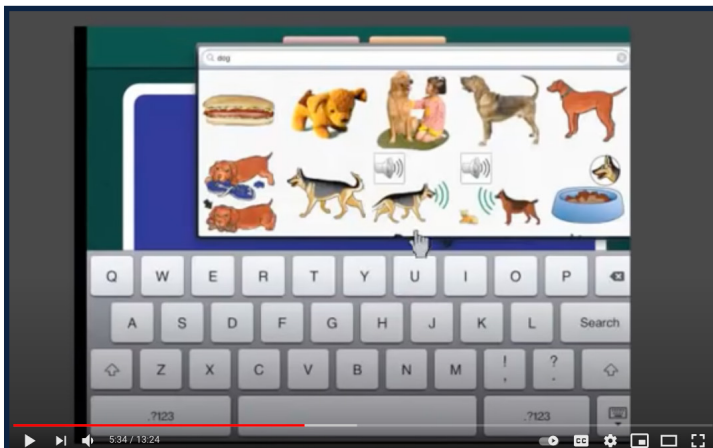 dog
Q W E R T Y U I O P
A S D F G H J K L Search
Z X C V B N M ! , ? .
.?123 .?123
5:34 / 13:24 CC